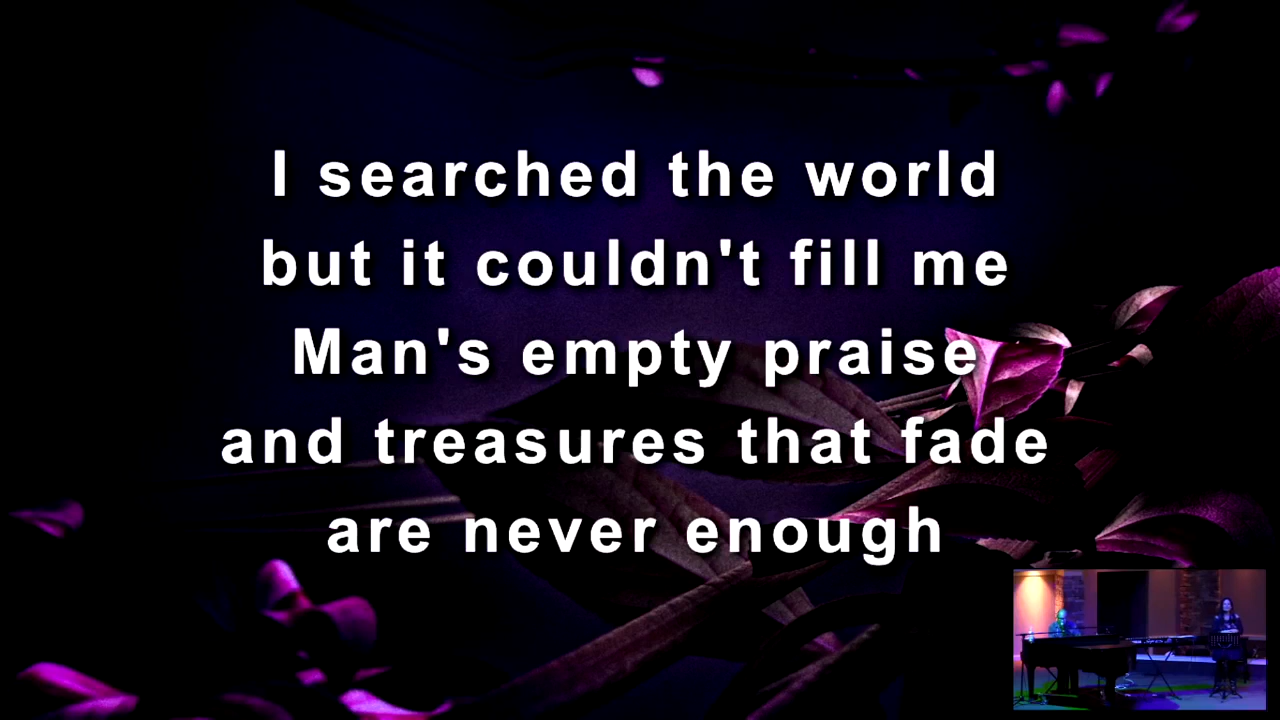 I searched the world
but it couldn't fill me
Man's empty praise
and treasures that fade
are never enough